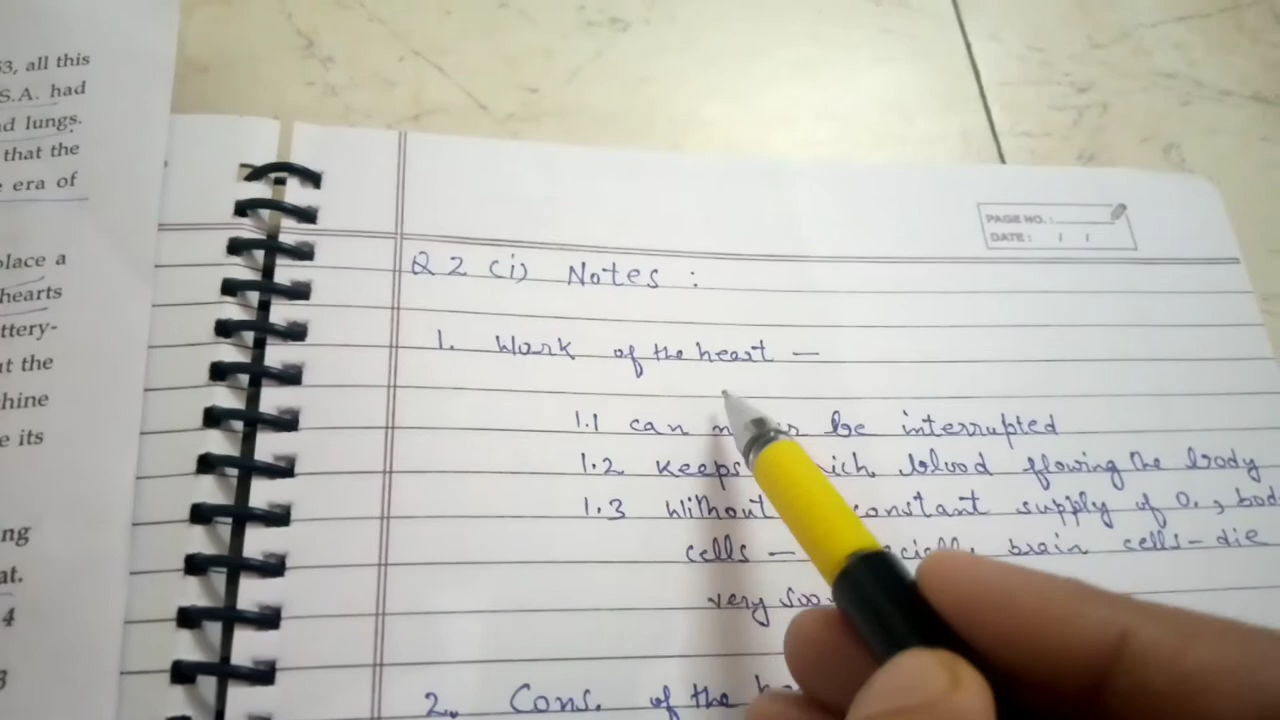 3, all this
S.A. had
d lungs.
that the
era of
place a
hearts
ttery-
ut the
hine
e its
ng
at.
4
3
PAGE NO.:
DATE: / /
Q 2 (i) Notes :
1. Work of the heart —
1.1 can be interrupted
1.2 keeps blood flowing the body
1.3 Without constant supply of O₂, bod
cells — brain cells - die
very
2. Cons. of the